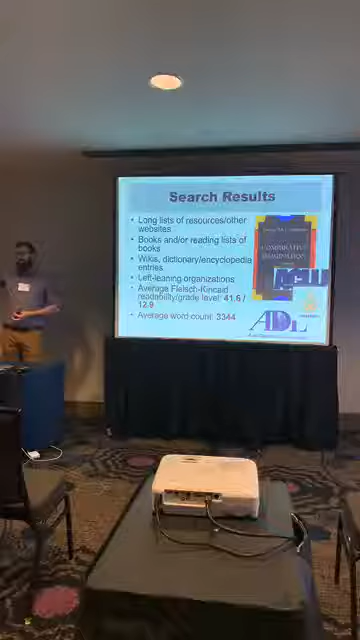 Search Results
• Long lists of resources/other
websites
• Books and/or reading lists of
books
• Wikis, dictionary/encyclopedia
entries
• Left-leaning organizations
• Average Flesich-Kincaid
readability/grade level: 41.6 /
12.9
• Average word count: 3344
ADL